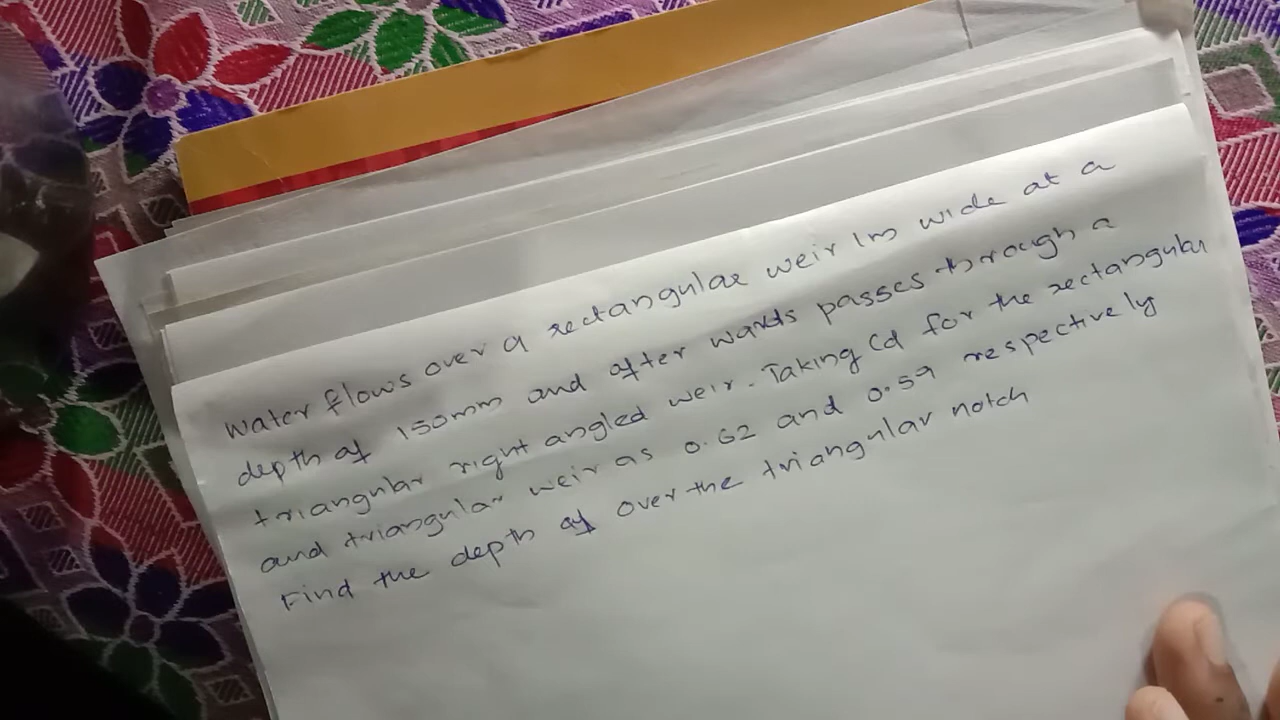 Water flows over a rectangular weir 1m wide at a
depth of 150mm and after wards passes through a
triangular right angled weir. Taking Cd for the rectangular
and triangular weir as 0.62 and 0.59 respectively
Find the depth of over the triangular notch